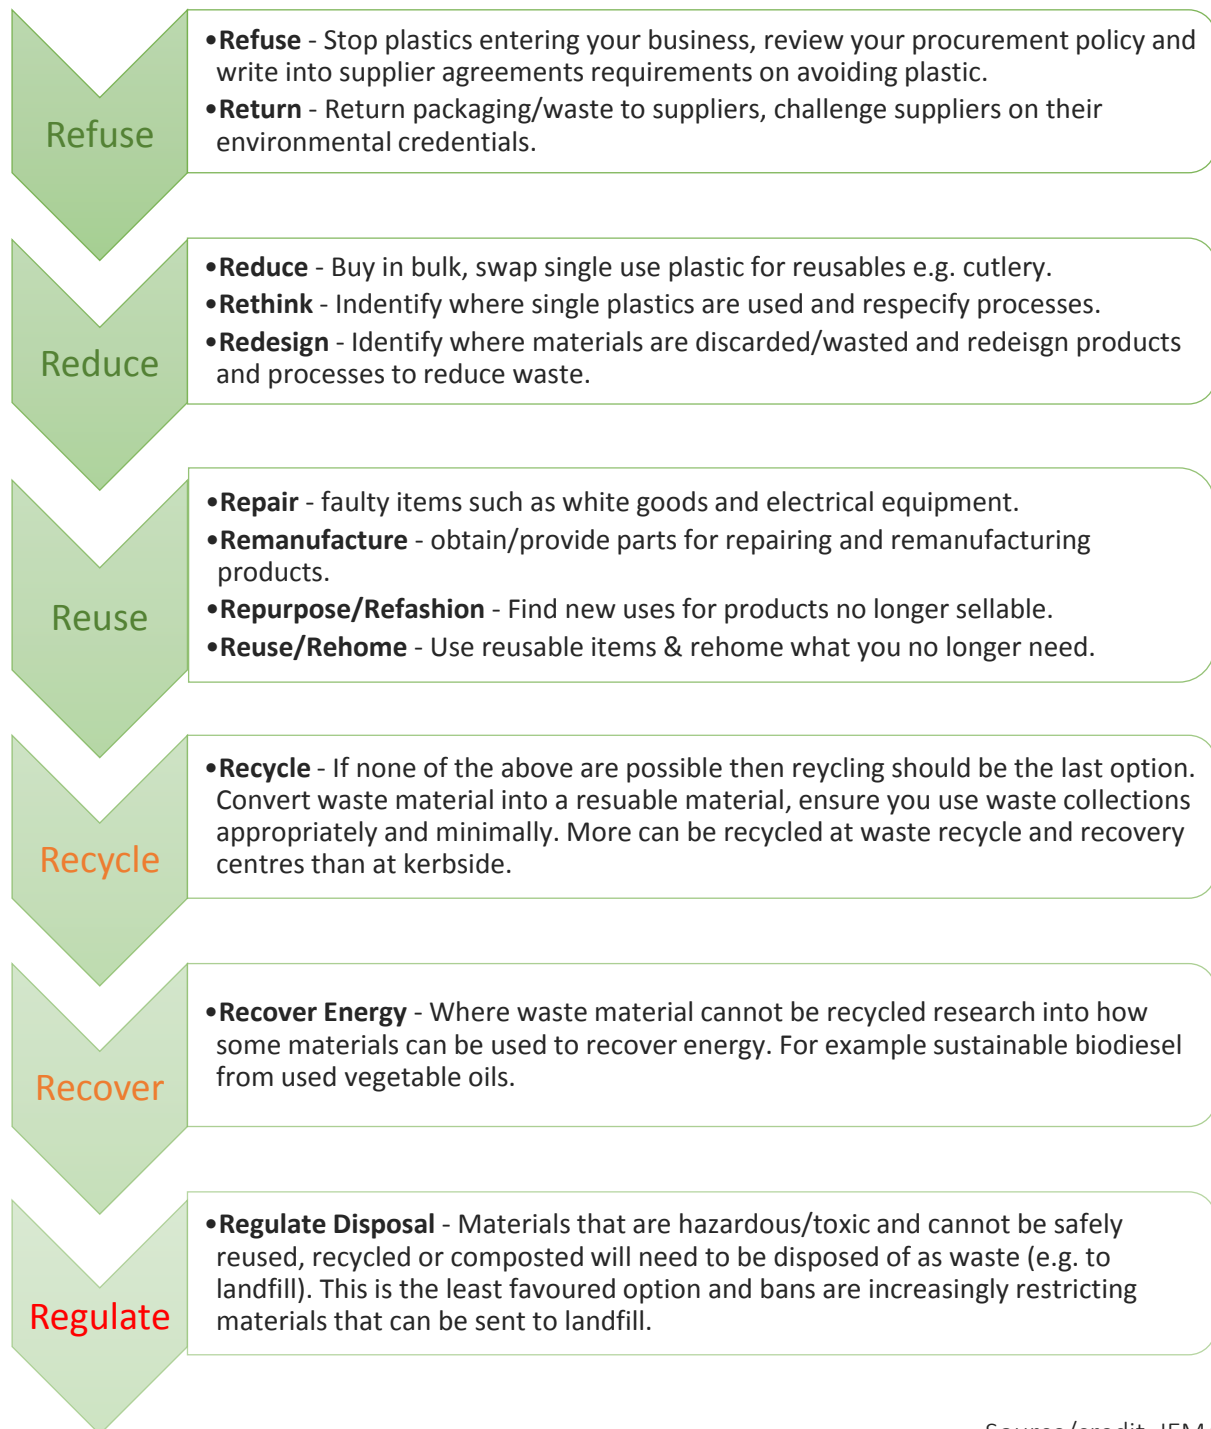 Refuse
•Refuse - Stop plastics entering your business, review your procurement policy and
write into supplier agreements requirements on avoiding plastic.
•Return - Return packaging/waste to suppliers, challenge suppliers on their
environmental credentials.
Reduce
•Reduce - Buy in bulk, swap single use plastic for reusables e.g. cutlery.
•Rethink - Indentify where single plastics are used and respecify processes.
•Redesign - Identify where materials are discarded/wasted and redeisgn products
and processes to reduce waste.
Reuse
•Repair - faulty items such as white goods and electrical equipment.
•Remanufacture - obtain/provide parts for repairing and remanufacturing
products.
•Repurpose/Refashion - Find new uses for products no longer sellable.
•Reuse/Rehome - Use reusable items & rehome what you no longer need.
Recycle
•Recycle - If none of the above are possible then reycling should be the last option.
Convert waste material into a resuable material, ensure you use waste collections
appropriately and minimally. More can be recycled at waste recycle and recovery
centres than at kerbside.
Recover
•Recover Energy - Where waste material cannot be recycled research into how
some materials can be used to recover energy. For example sustainable biodiesel
from used vegetable oils.
Regulate
•Regulate Disposal - Materials that are hazardous/toxic and cannot be safely
reused, recycled or composted will need to be disposed of as waste (e.g. to
landfill). This is the least favoured option and bans are increasingly restricting
materials that can be sent to landfill.
Source/credit